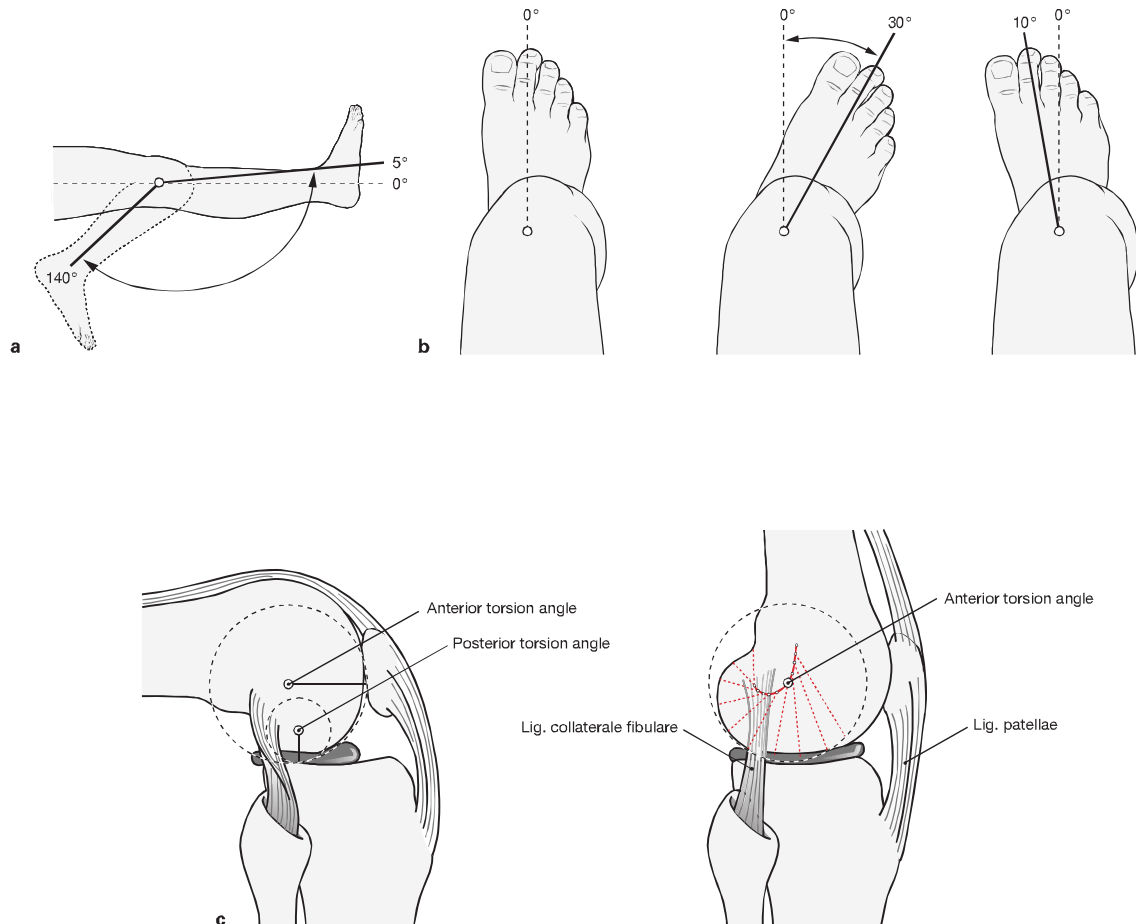 0°
0°
30°
10°
0°
5°
0°
140°
a
b
Anterior torsion angle
Posterior torsion angle
Anterior torsion angle
Lig. collaterale fibulare
Lig. patellae
c